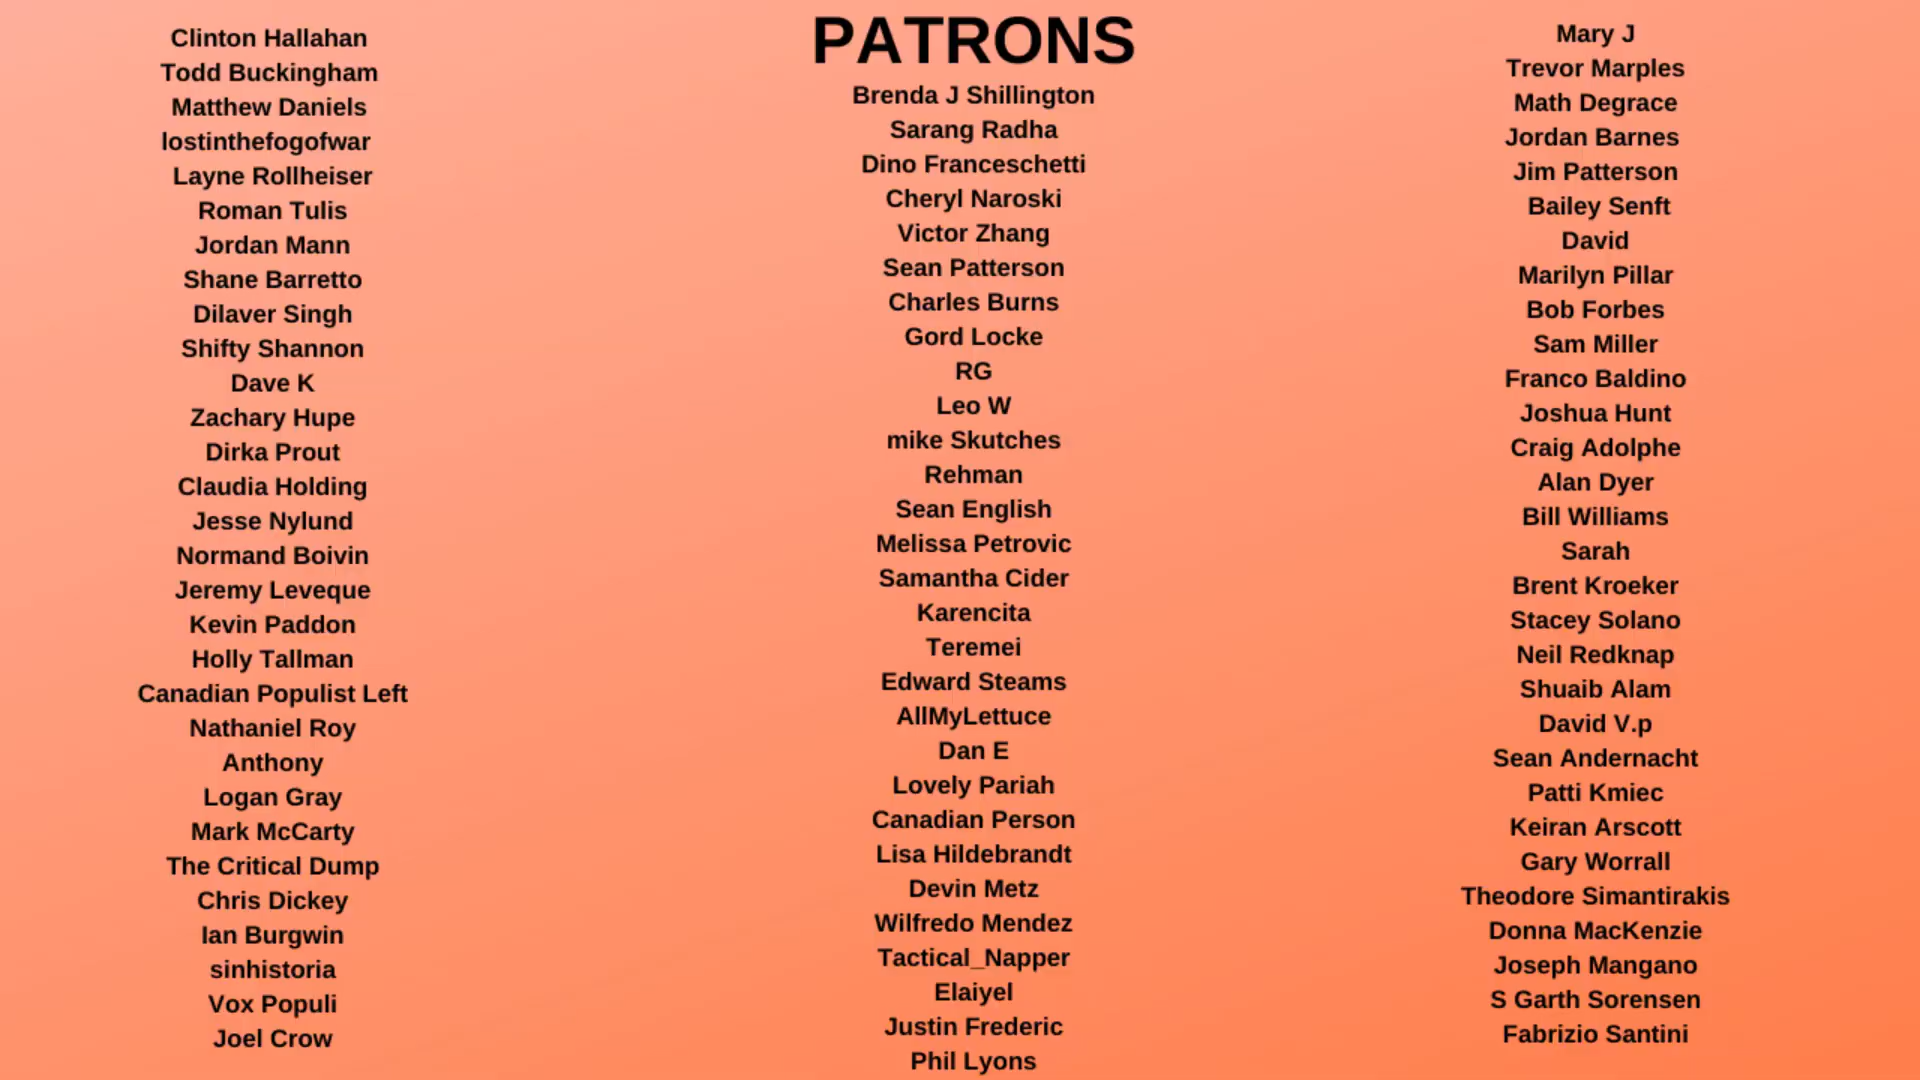 Clinton Hallahan
Todd Buckingham
Matthew Daniels
lostinthefogofwar
Layne Rollheiser
Roman Tulis
Jordan Mann
Shane Barretto
Dilaver Singh
Shifty Shannon
Dave K
Zachary Hupe
Dirka Prout
Claudia Holding
Jesse Nylund
Normand Boivin
Jeremy Leveque
Kevin Paddon
Holly Tallman
Canadian Populist Left
Nathaniel Roy
Anthony
Logan Gray
Mark McCarty
The Critical Dump
Chris Dickey
Ian Burgwin
sinhistoria
Vox Populi
Joel Crow
PATRONS
Brenda J Shillington
Sarang Radha
Dino Franceschetti
Cheryl Naroski
Victor Zhang
Sean Patterson
Charles Burns
Gord Locke
RG
Leo W
mike Skutches
Rehman
Sean English
Melissa Petrovic
Samantha Cider
Karencita
Teremei
Edward Steams
AllMyLettuce
Dan E
Lovely Pariah
Canadian Person
Lisa Hildebrandt
Devin Metz
Wilfredo Mendez
Tactical_Napper
Elaiyel
Justin Frederic
Phil Lyons
Mary J
Trevor Marples
Math Degrace
Jordan Barnes
Jim Patterson
Bailey Senft
David
Marilyn Pillar
Bob Forbes
Sam Miller
Franco Baldino
Joshua Hunt
Craig Adolphe
Alan Dyer
Bill Williams
Sarah
Brent Kroeker
Stacey Solano
Neil Redknap
Shuaib Alam
David V.p
Sean Andernacht
Patti Kmiec
Keiran Arscott
Gary Worrall
Theodore Simantirakis
Donna MacKenzie
Joseph Mangano
S Garth Sorensen
Fabrizio Santini